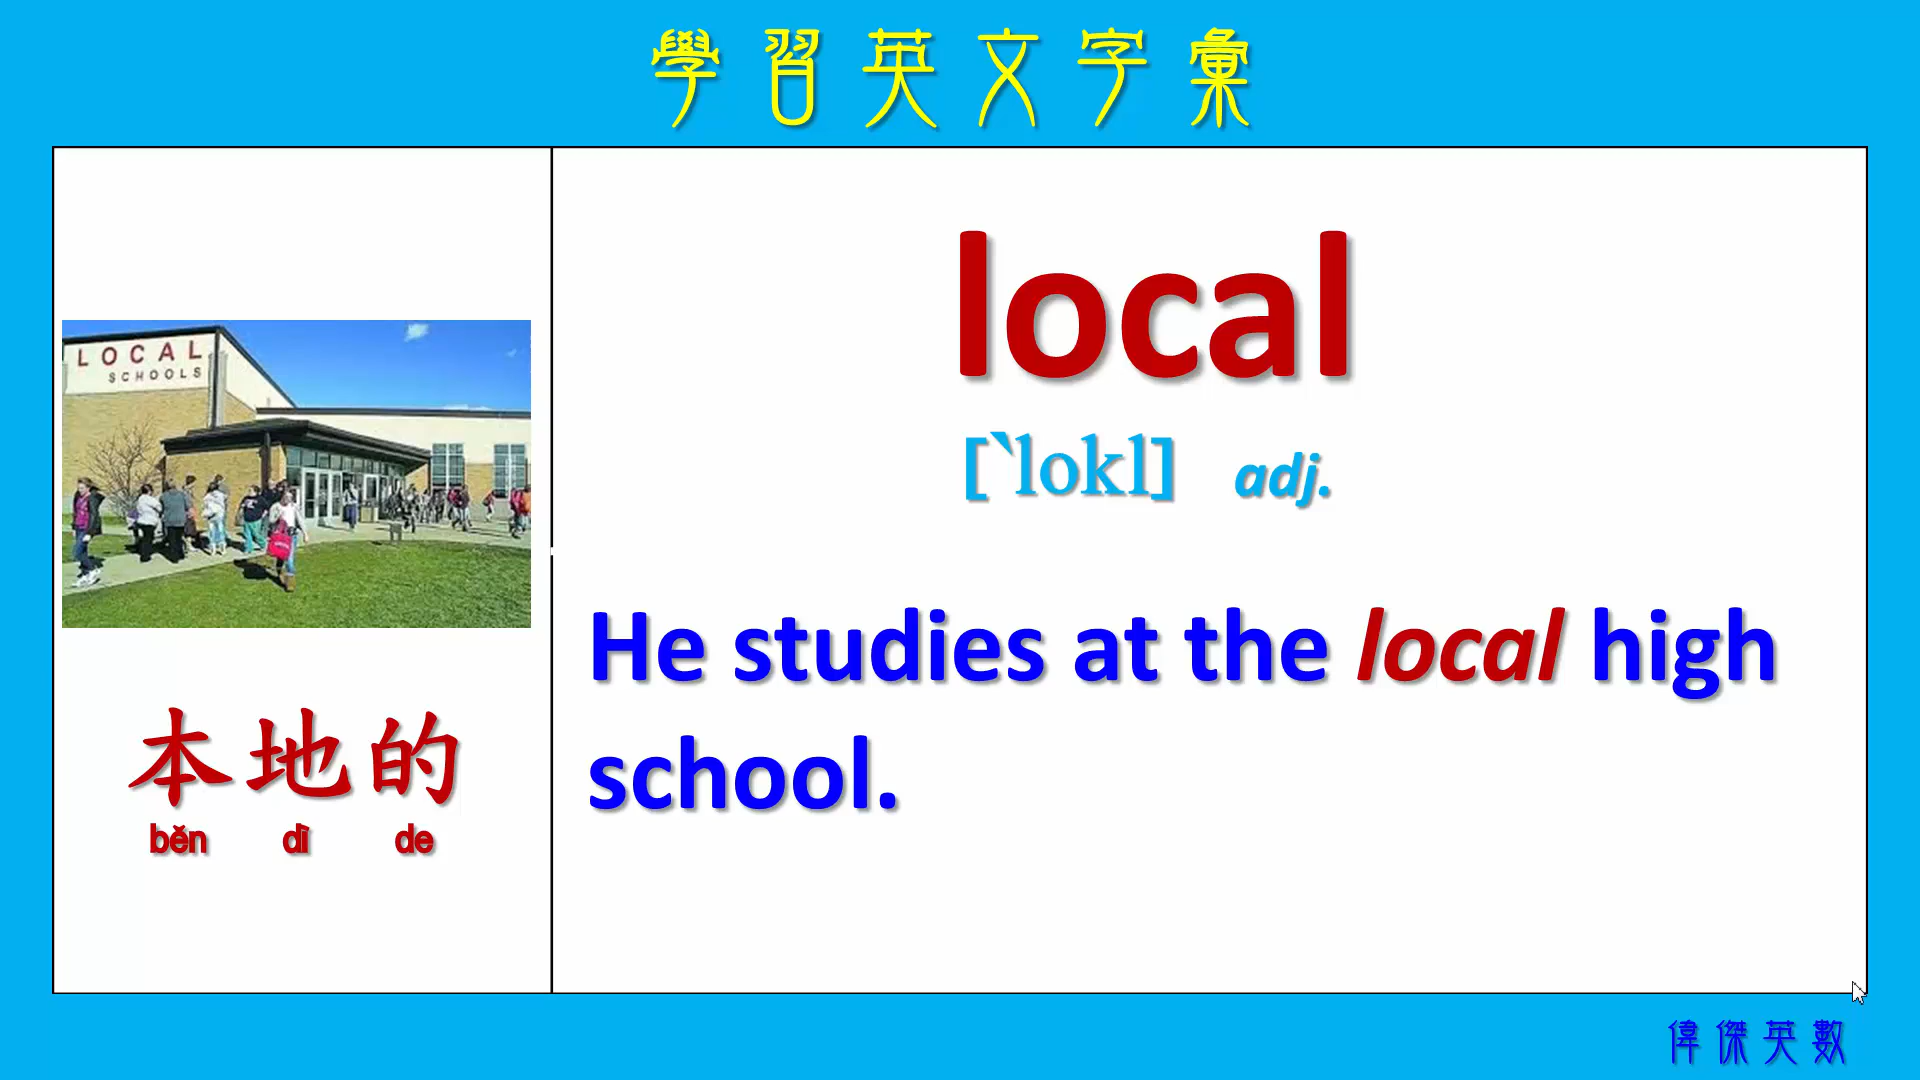 學習英文字彙
LOCAL
SCHOOLS
本地的
běn dì de
local
[ˋlokl] adj.
He studies at the local high
school.
偉傑英數